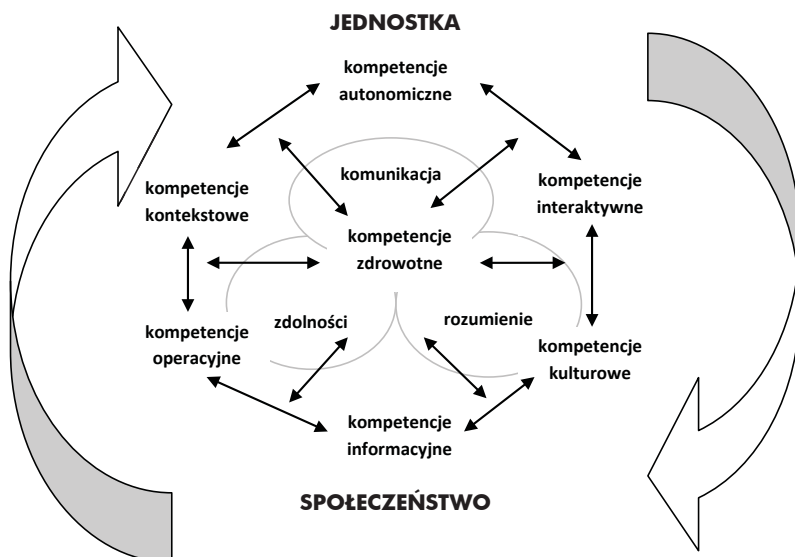 JEDNOSTKA
kompetencje
autonomiczne
komunikacja
kompetencje
kontekstowe
kompetencje
interaktywne
kompetencje
zdrowotne
zdolności
rozumienie
kompetencje
operacyjne
kompetencje
kulturowe
kompetencje
informacyjne
SPOŁECZEŃSTWO